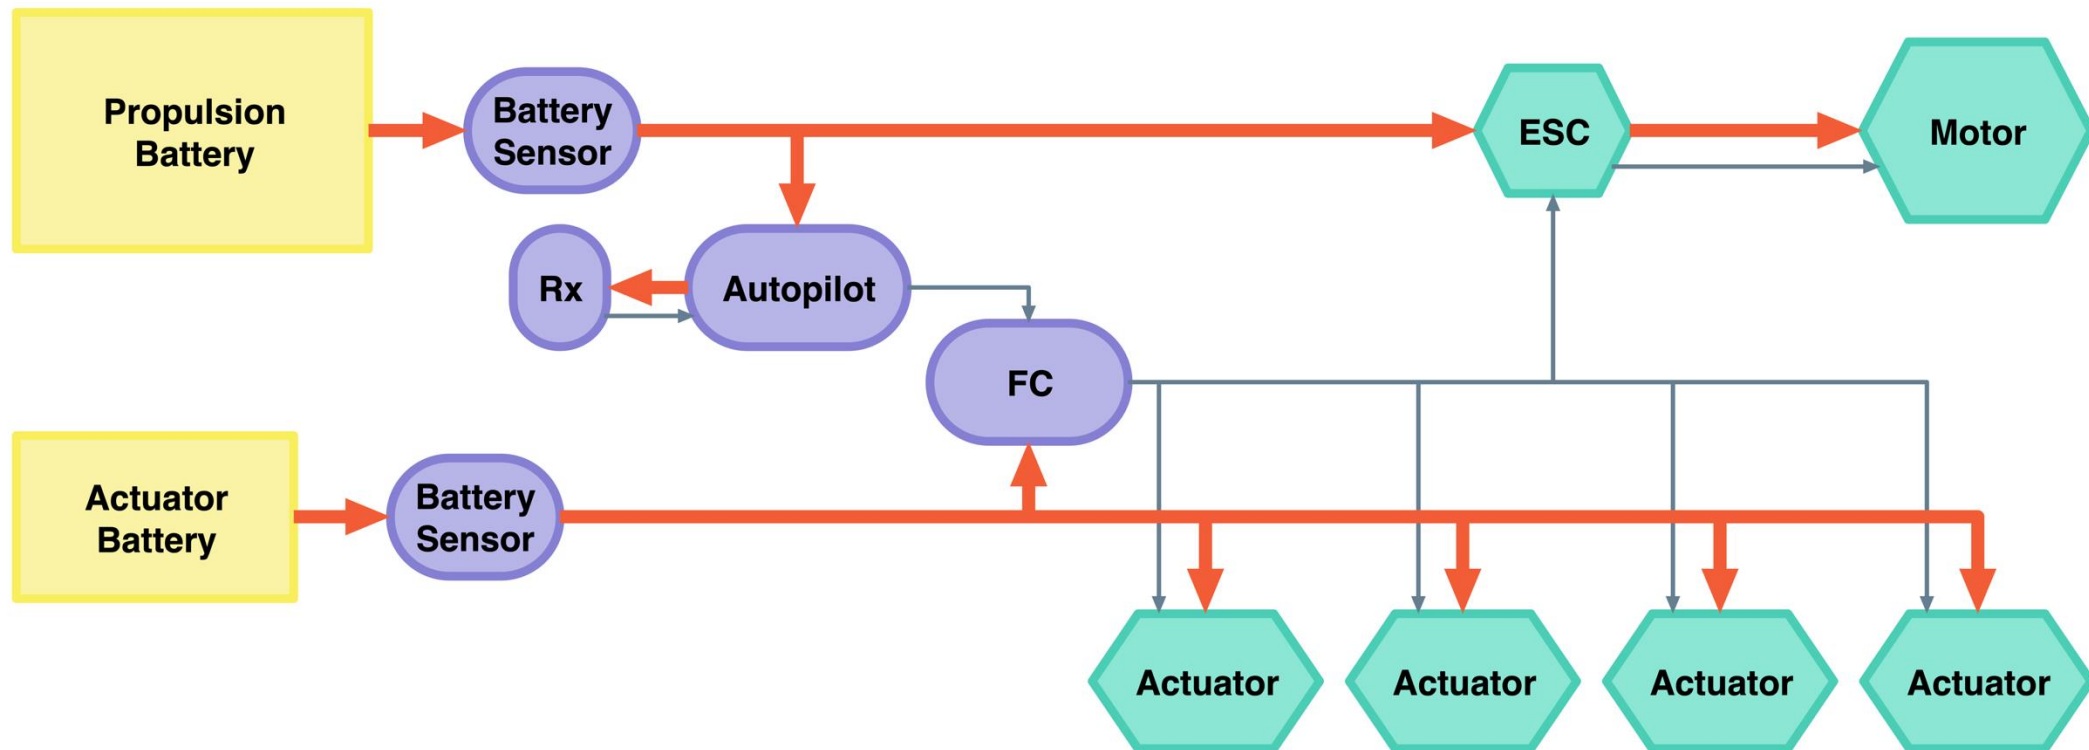 Propulsion
Battery
Battery
Sensor
ESC
Motor
Rx
Autopilot
FC
Actuator
Battery
Battery
Sensor
Actuator
Actuator
Actuator
Actuator